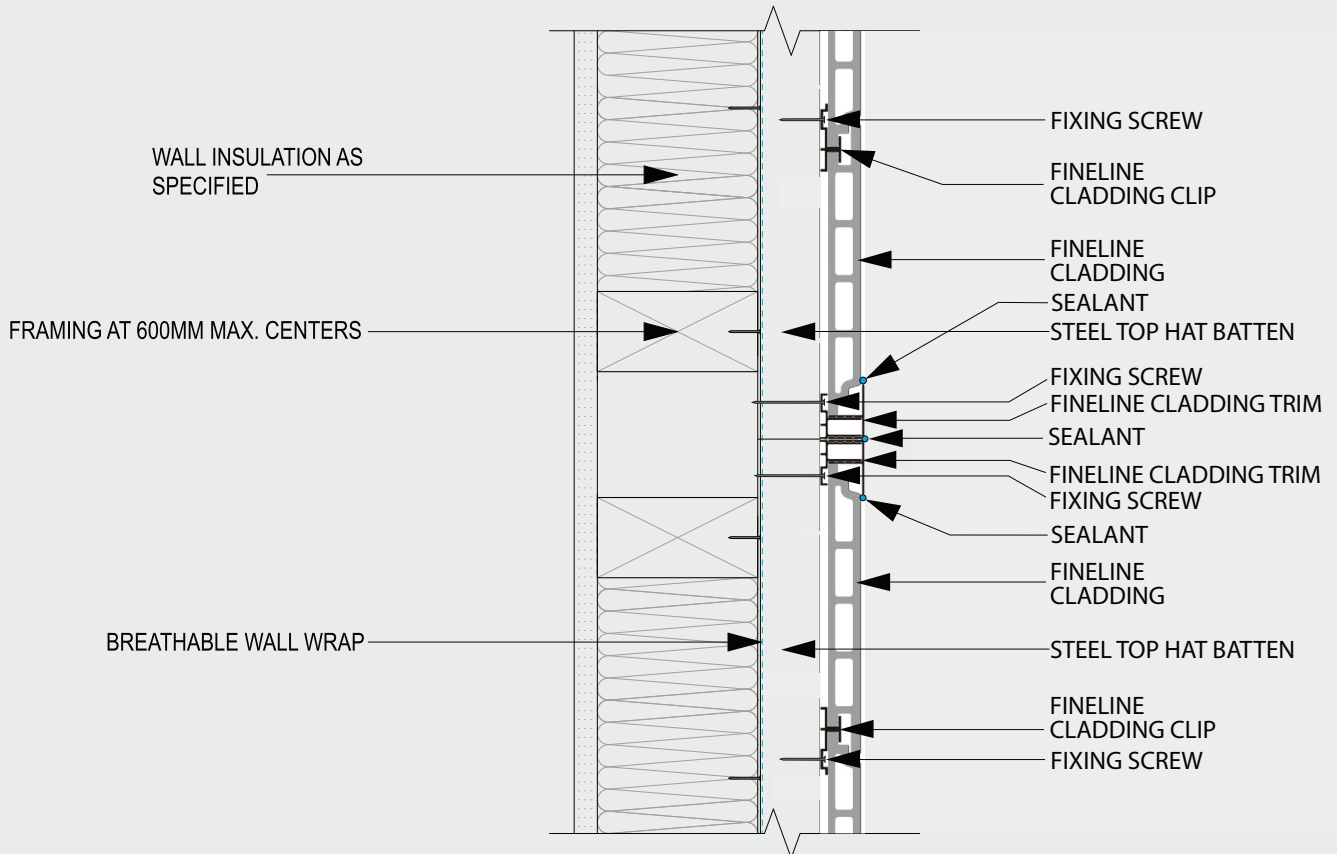 WALL INSULATION AS
SPECIFIED
FRAMING AT 600MM MAX. CENTERS
BREATHABLE WALL WRAP
FIXING SCREW
FINELINE
CLADDING CLIP
FINELINE
CLADDING
SEALANT
STEEL TOP HAT BATTEN
FIXING SCREW
FINELINE CLADDING TRIM
SEALANT
FINELINE CLADDING TRIM
FIXING SCREW
SEALANT
FINELINE
CLADDING
STEEL TOP HAT BATTEN
FINELINE
CLADDING CLIP
FIXING SCREW